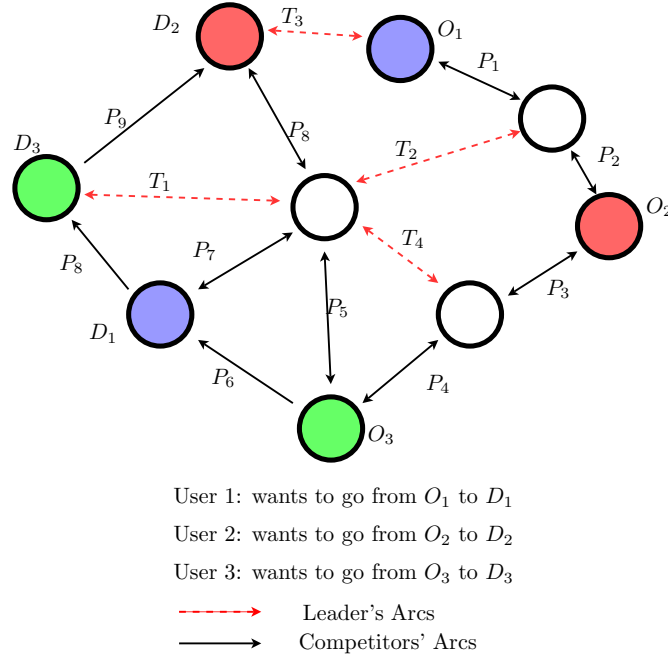 T₃
D₂
O₁
P₁
P₉
P₈
T₂
D₃
P₂
T₁
O₂
T₄
P₇
P₈
P₃
P₅
D₁
P₆
P₄
O₃
User 1: wants to go from O₁ to D₁
User 2: wants to go from O₂ to D₂
User 3: wants to go from O₃ to D₃
Leader's Arcs
Competitors' Arcs